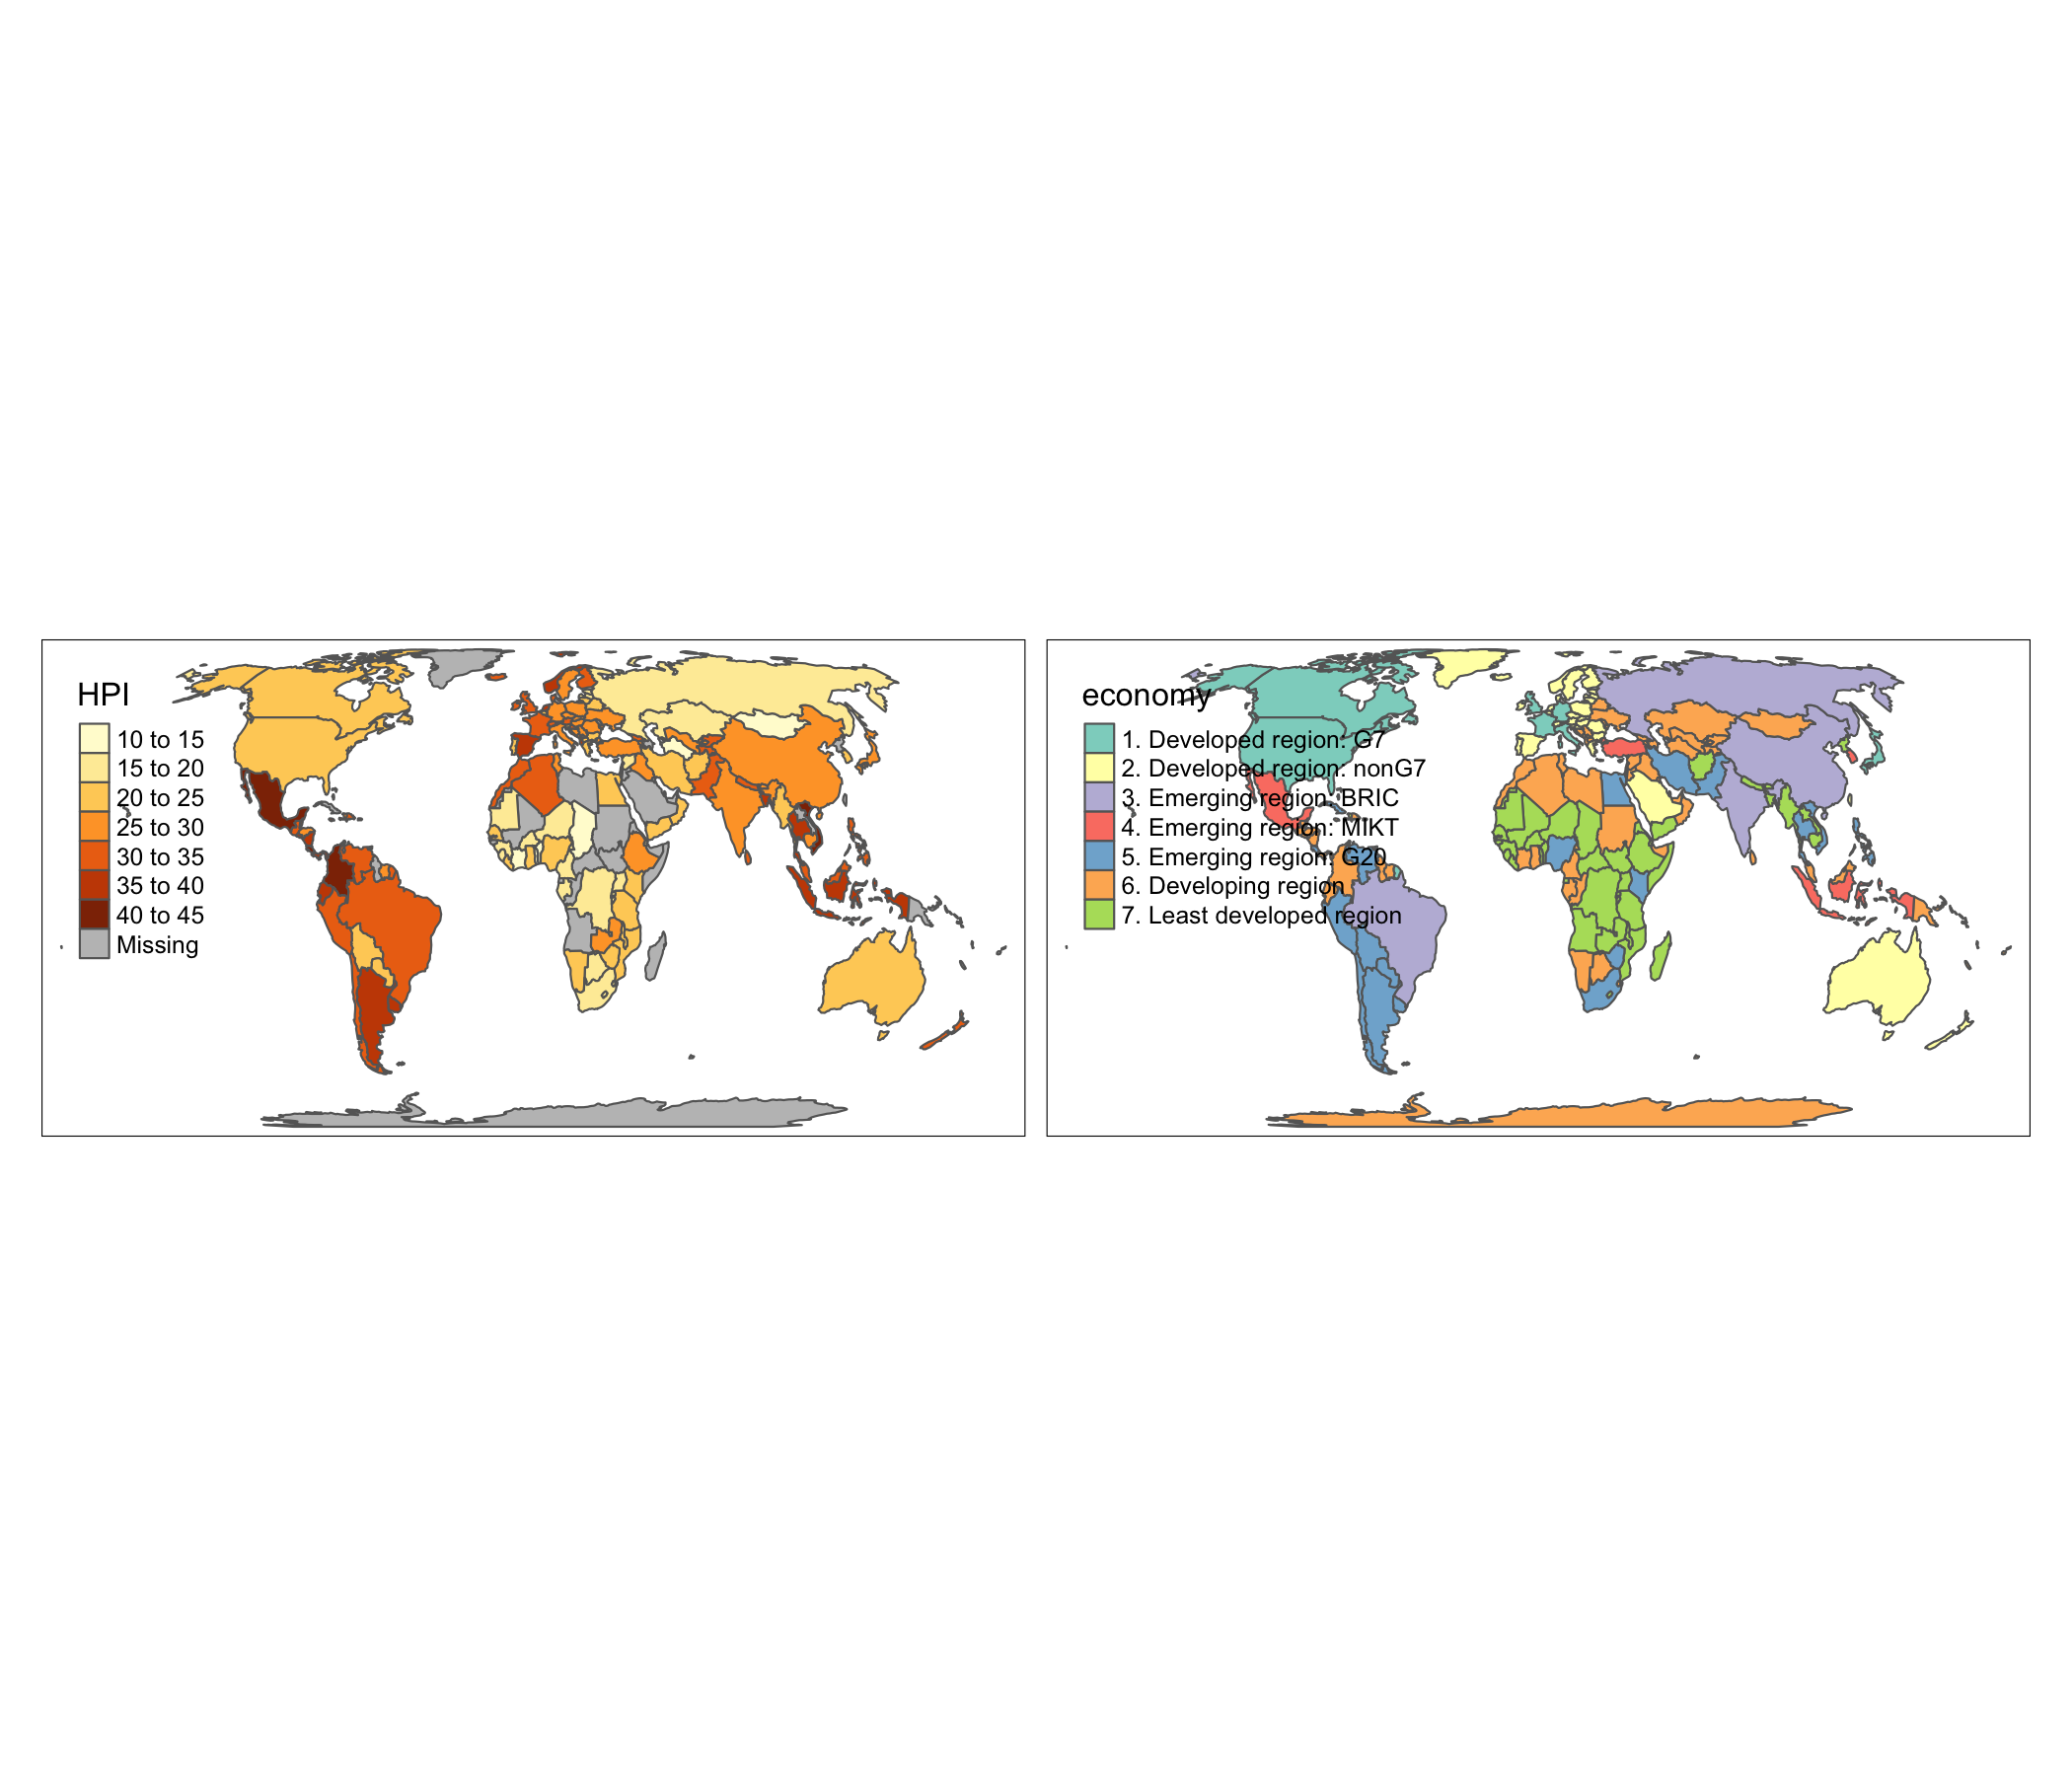 HPI
10 to 15
15 to 20
20 to 25
25 to 30
30 to 35
35 to 40
40 to 45
Missing
economy
1. Developed region: G7
2. Developed region: nonG7
3. Emerging region: BRIC
4. Emerging region: MIKT
5. Emerging region: G20
6. Developing region
7. Least developed region